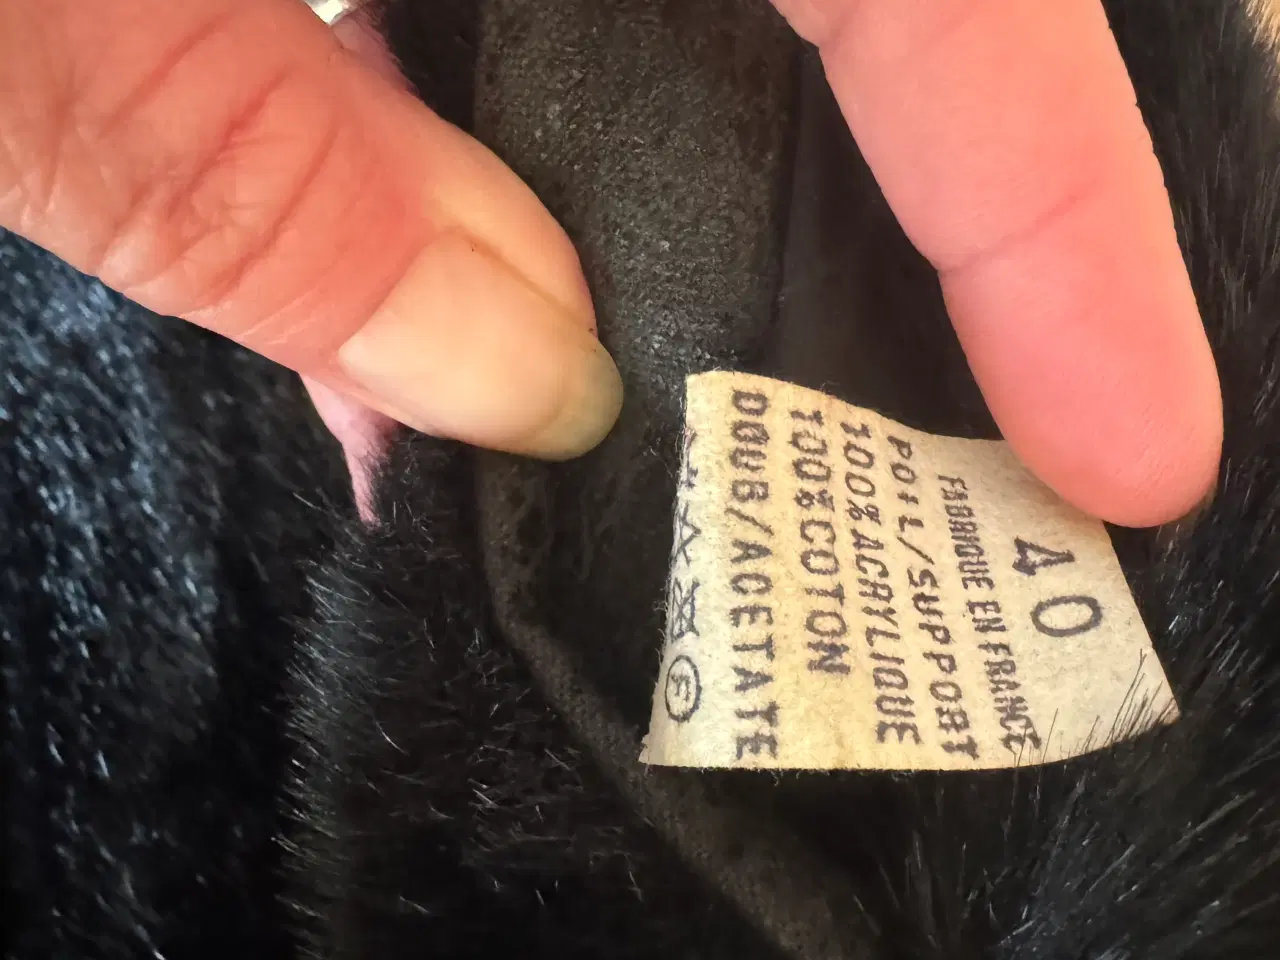 40
FABRIQUE EN FRANCE
POiL/SUPPORT
100%ACRYLIQUE
100%COTON
DOUB/ACETATE
F